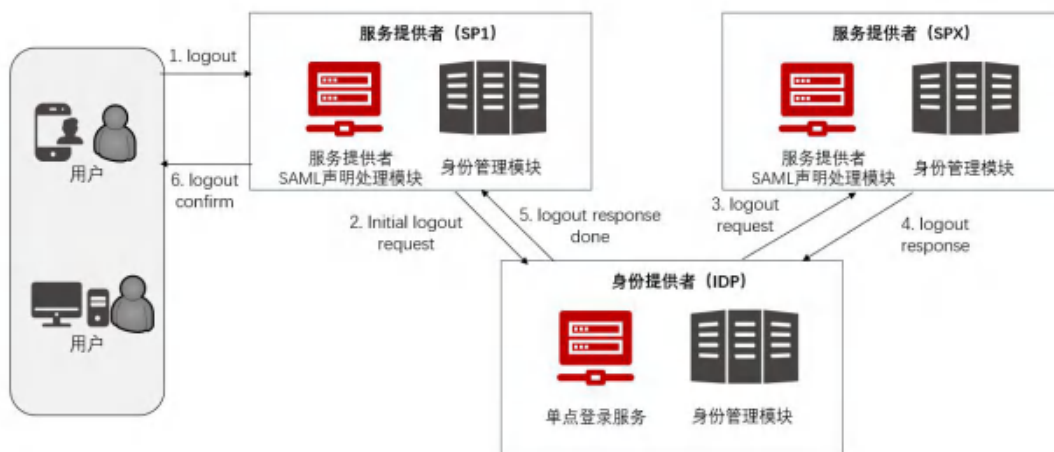 服务提供者（SP1）
服务提供者（SPX）
1. logout
服务提供者
SAML声明处理模块
身份管理模块
服务提供者
SAML声明处理模块
身份管理模块
用户
6. logout
confirm
2. Initial logout
request
5. logout response
done
3. logout
request
4. logout
response
身份提供者（IDP）
用户
单点登录服务
身份管理模块